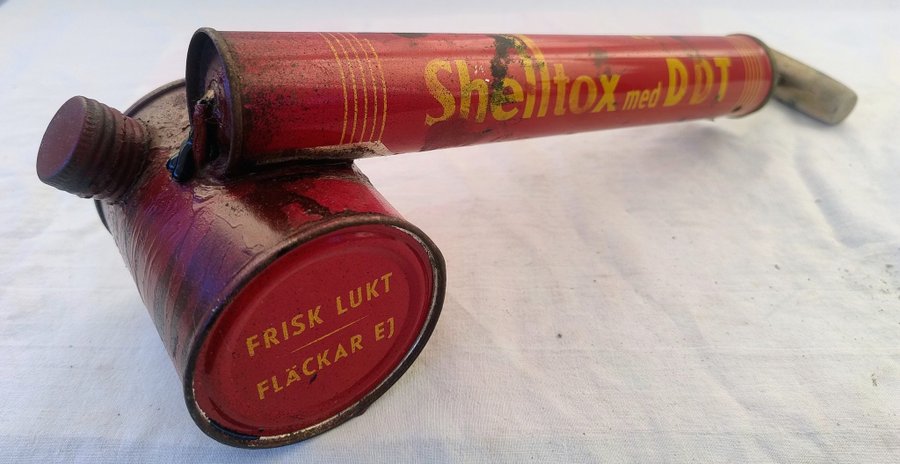 Shelltox med DDT
FRISK LUKT
FLÄCKAR EJ